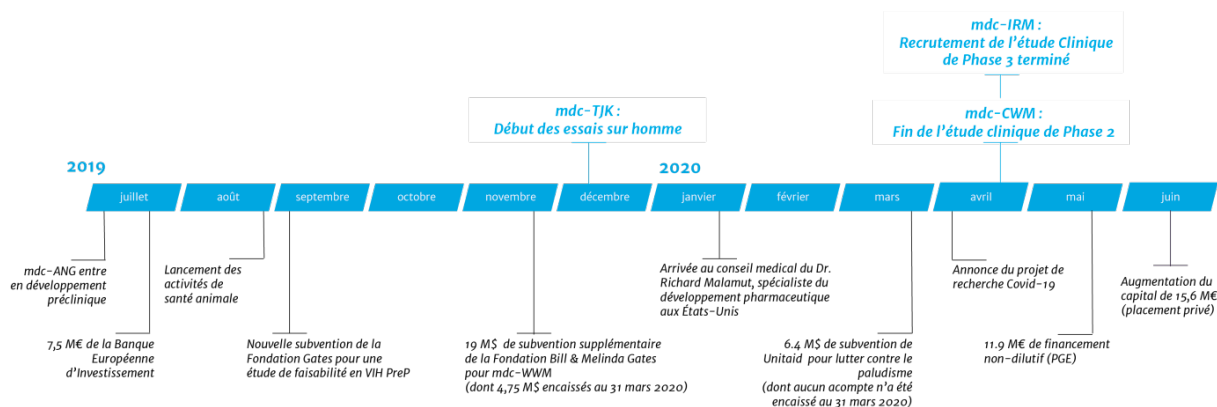 mdc-IRM :
Recrutement de l'étude Clinique
de Phase 3 terminé
mdc-TJK :
Début des essais sur homme
mdc-CWM :
Fin de l'étude clinique de Phase 2
2019
2020
juillet
août
septembre
octobre
novembre
décembre
janvier
février
mars
avril
mai
juin
mdc-ANG entre
en développement
préclinique
Lancement des
activités de
santé animale
Arrivée au conseil medical du Dr.
Richard Malamut, spécialiste du
développement pharmaceutique
aux États-Unis
Annonce du projet de
recherche Covid-19
Augmentation du
capital de 15,6 M€
(placement privé)
7,5 M€ de la Banque
Européenne
d'Investissement
Nouvelle subvention de la
Fondation Gates pour une
étude de faisabilité en VIH PreP
19 M$ de subvention supplémentaire
de la Fondation Bill & Melinda Gates
pour mdc-WWM
(dont 4,75 M$ encaissés au 31 mars 2020)
6.4 M$ de subvention de
Unitaid pour lutter contre le
paludisme
(dont aucun acompte n'a été
encaissé au 31 mars 2020)
11.9 M€ de financement
non-dilutif (PGE)